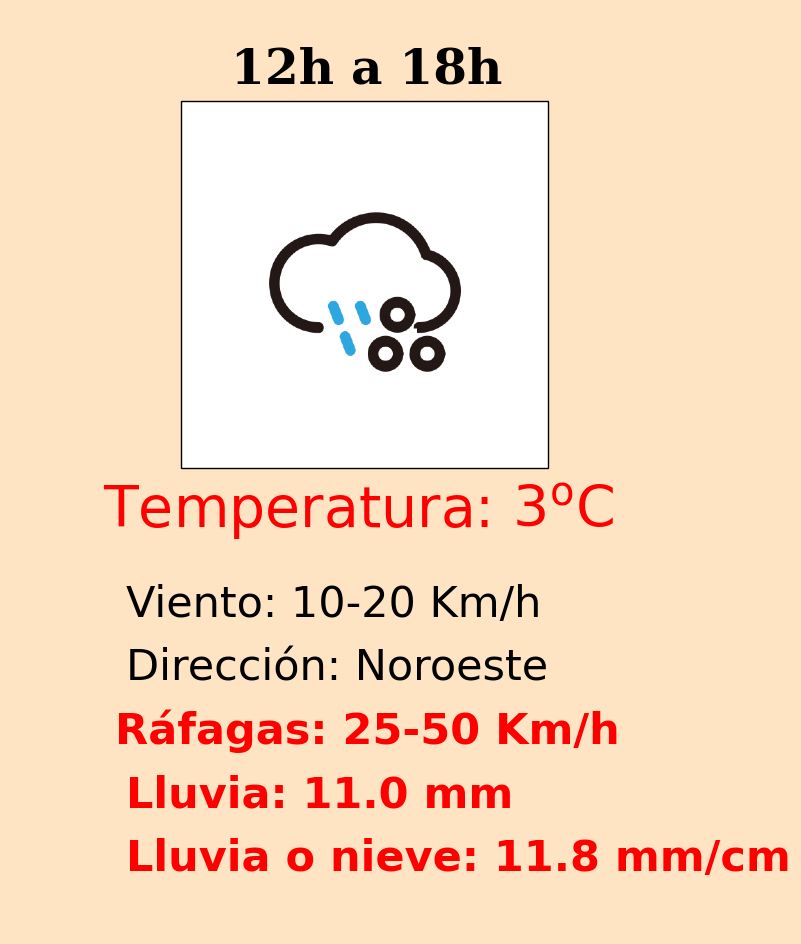 12h a 18h
Temperatura: 3ºC
Viento: 10-20 Km/h
Dirección: Noroeste
Ráfagas: 25-50 Km/h
Lluvia: 11.0 mm
Lluvia o nieve: 11.8 mm/cm